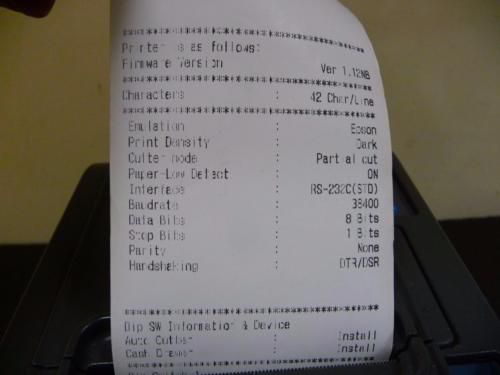 ****************************************
Printer is as follows:
Firmware Version Ver 1.12NB
****************************************
Characters : 42 Char/Line
****************************************
Emulation : Epson
Print Density : Dark
Cutter mode : Partial cut
Paper-Low Detect : ON
Interface : RS-232C(STD)
Baudrate : 38400
Data Bits : 8 Bits
Stop Bits : 1 Bits
Parity : None
Handshaking : DTR/DSR
****************************************
Dip SW Information & Device
Auto Cutter : Install
Cash Drawer : Install
****************************************